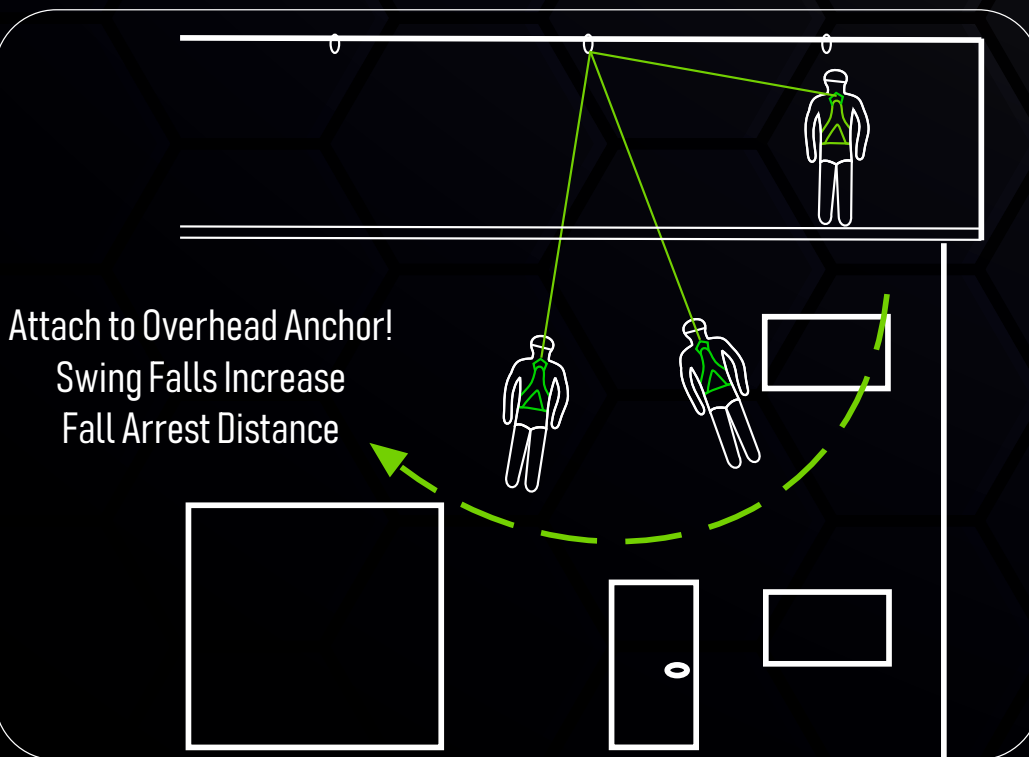 Attach to Overhead Anchor!
Swing Falls Increase
Fall Arrest Distance